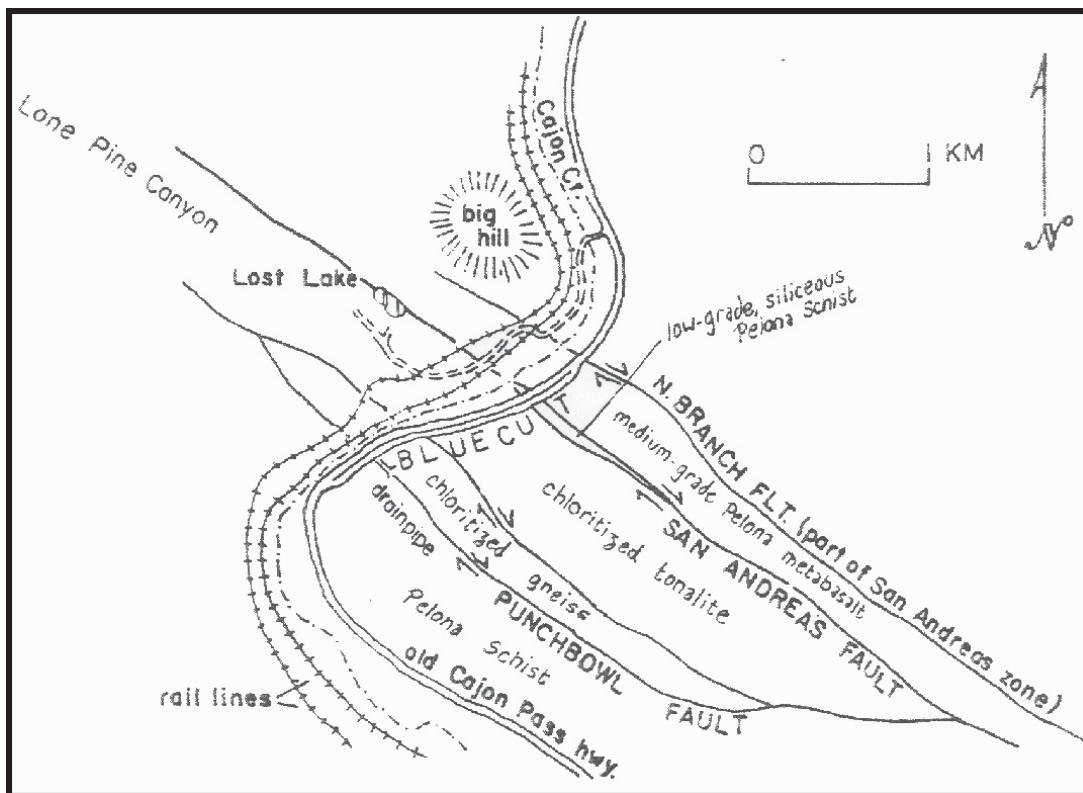 Lone Pine Canyon
Cajon Cr.
0 1 KM
N
big
hill
Lost Lake
low-grade, siliceous
Pelona Schist
BLUE CUT
N. BRANCH FLT. (part of San Andreas zone)
medium-grade Pelona metabasalt
SAN ANDREAS FAULT
chloritized tonalite
chloritized gneiss
drainpipe
PUNCHBOWL FAULT
Pelona
Schist
old Cajon Pass hwy.
rail lines